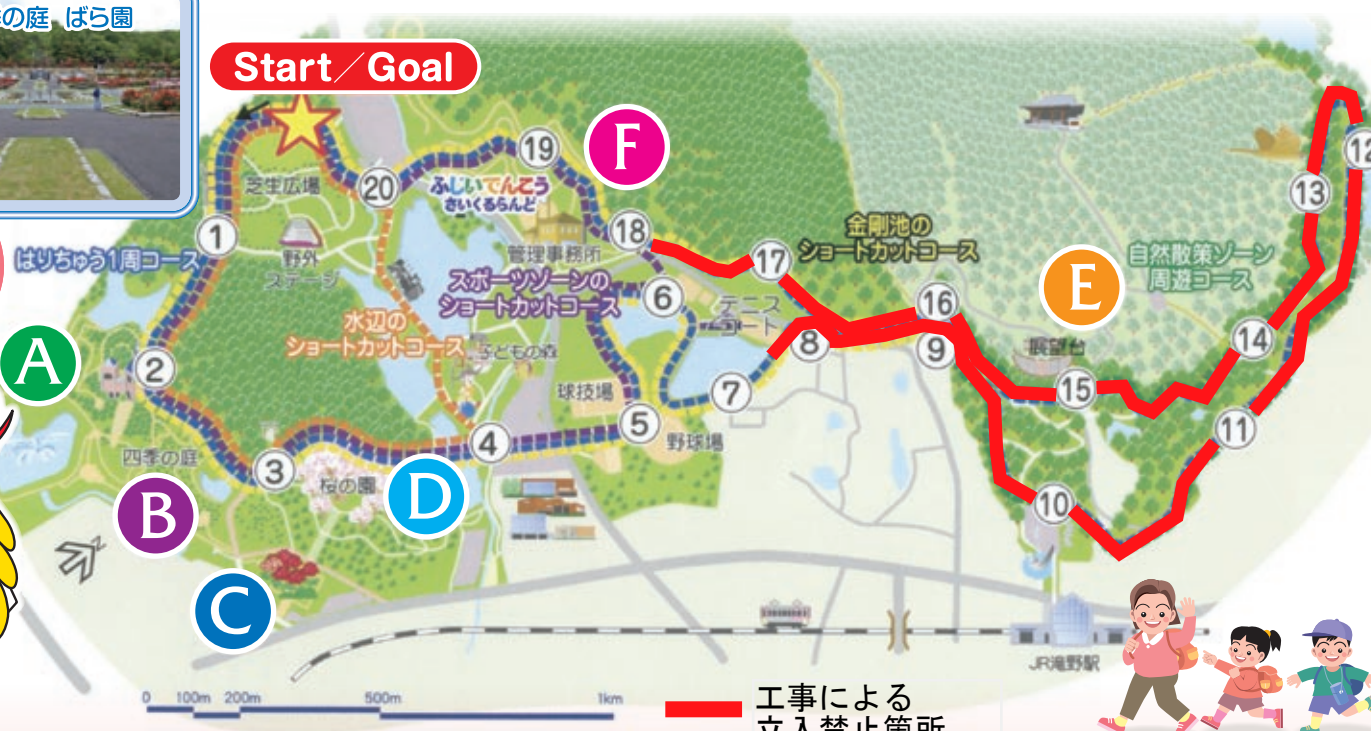 の庭 ばら園
Start／Goal
F
19
20
ふじいでんこう
さいくるらんど
芝生広場
1
18
管理事務所
金剛池の
ショートカットコース
12
13
はりちゅう1周コース
野外
ステージ
17
スポーツゾーンの
ショートカットコース
自然散策ゾーン
周遊コース
E
6
テニス
コート
16
水辺の
ショートカットコース
子どもの森
8
9
展望台
14
A
2
球技場
7
15
5
野球場
11
4
四季の庭
3
桜の園
D
10
B
C
JR滝野駅
0 100m 200m 500m 1km
工事による
立入禁止箇所